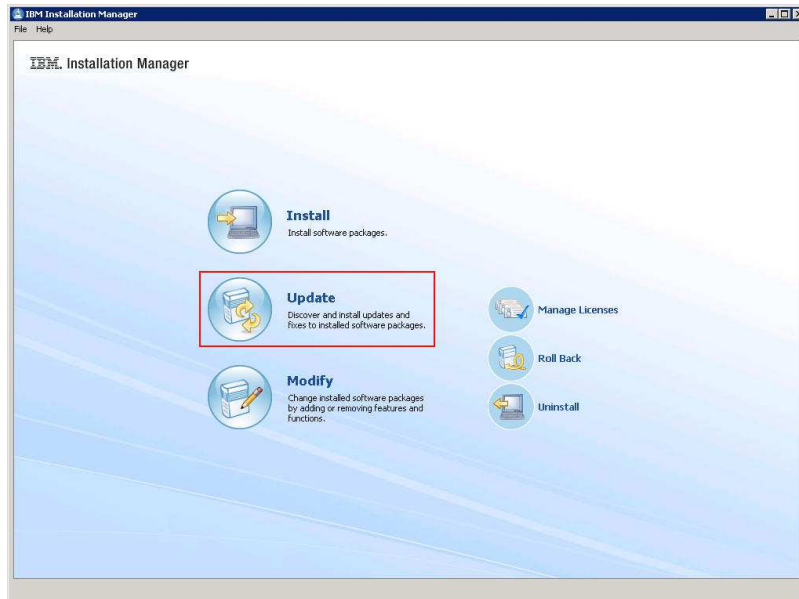 IBM Installation Manager
File Help
IBM. Installation Manager
Install
Install software packages.
Update
Discover and install updates and
fixes to installed software packages.
Modify
Change installed software packages
by adding or removing features and
functions.
Manage Licenses
Roll Back
Uninstall